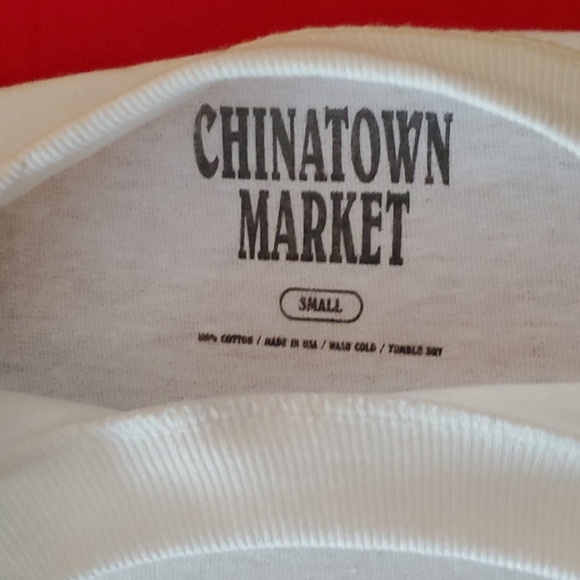 CHINATOWN
MARKET
SMALL
100% COTTON / MADE IN USA / WASH COLD / TUMBLE DRY